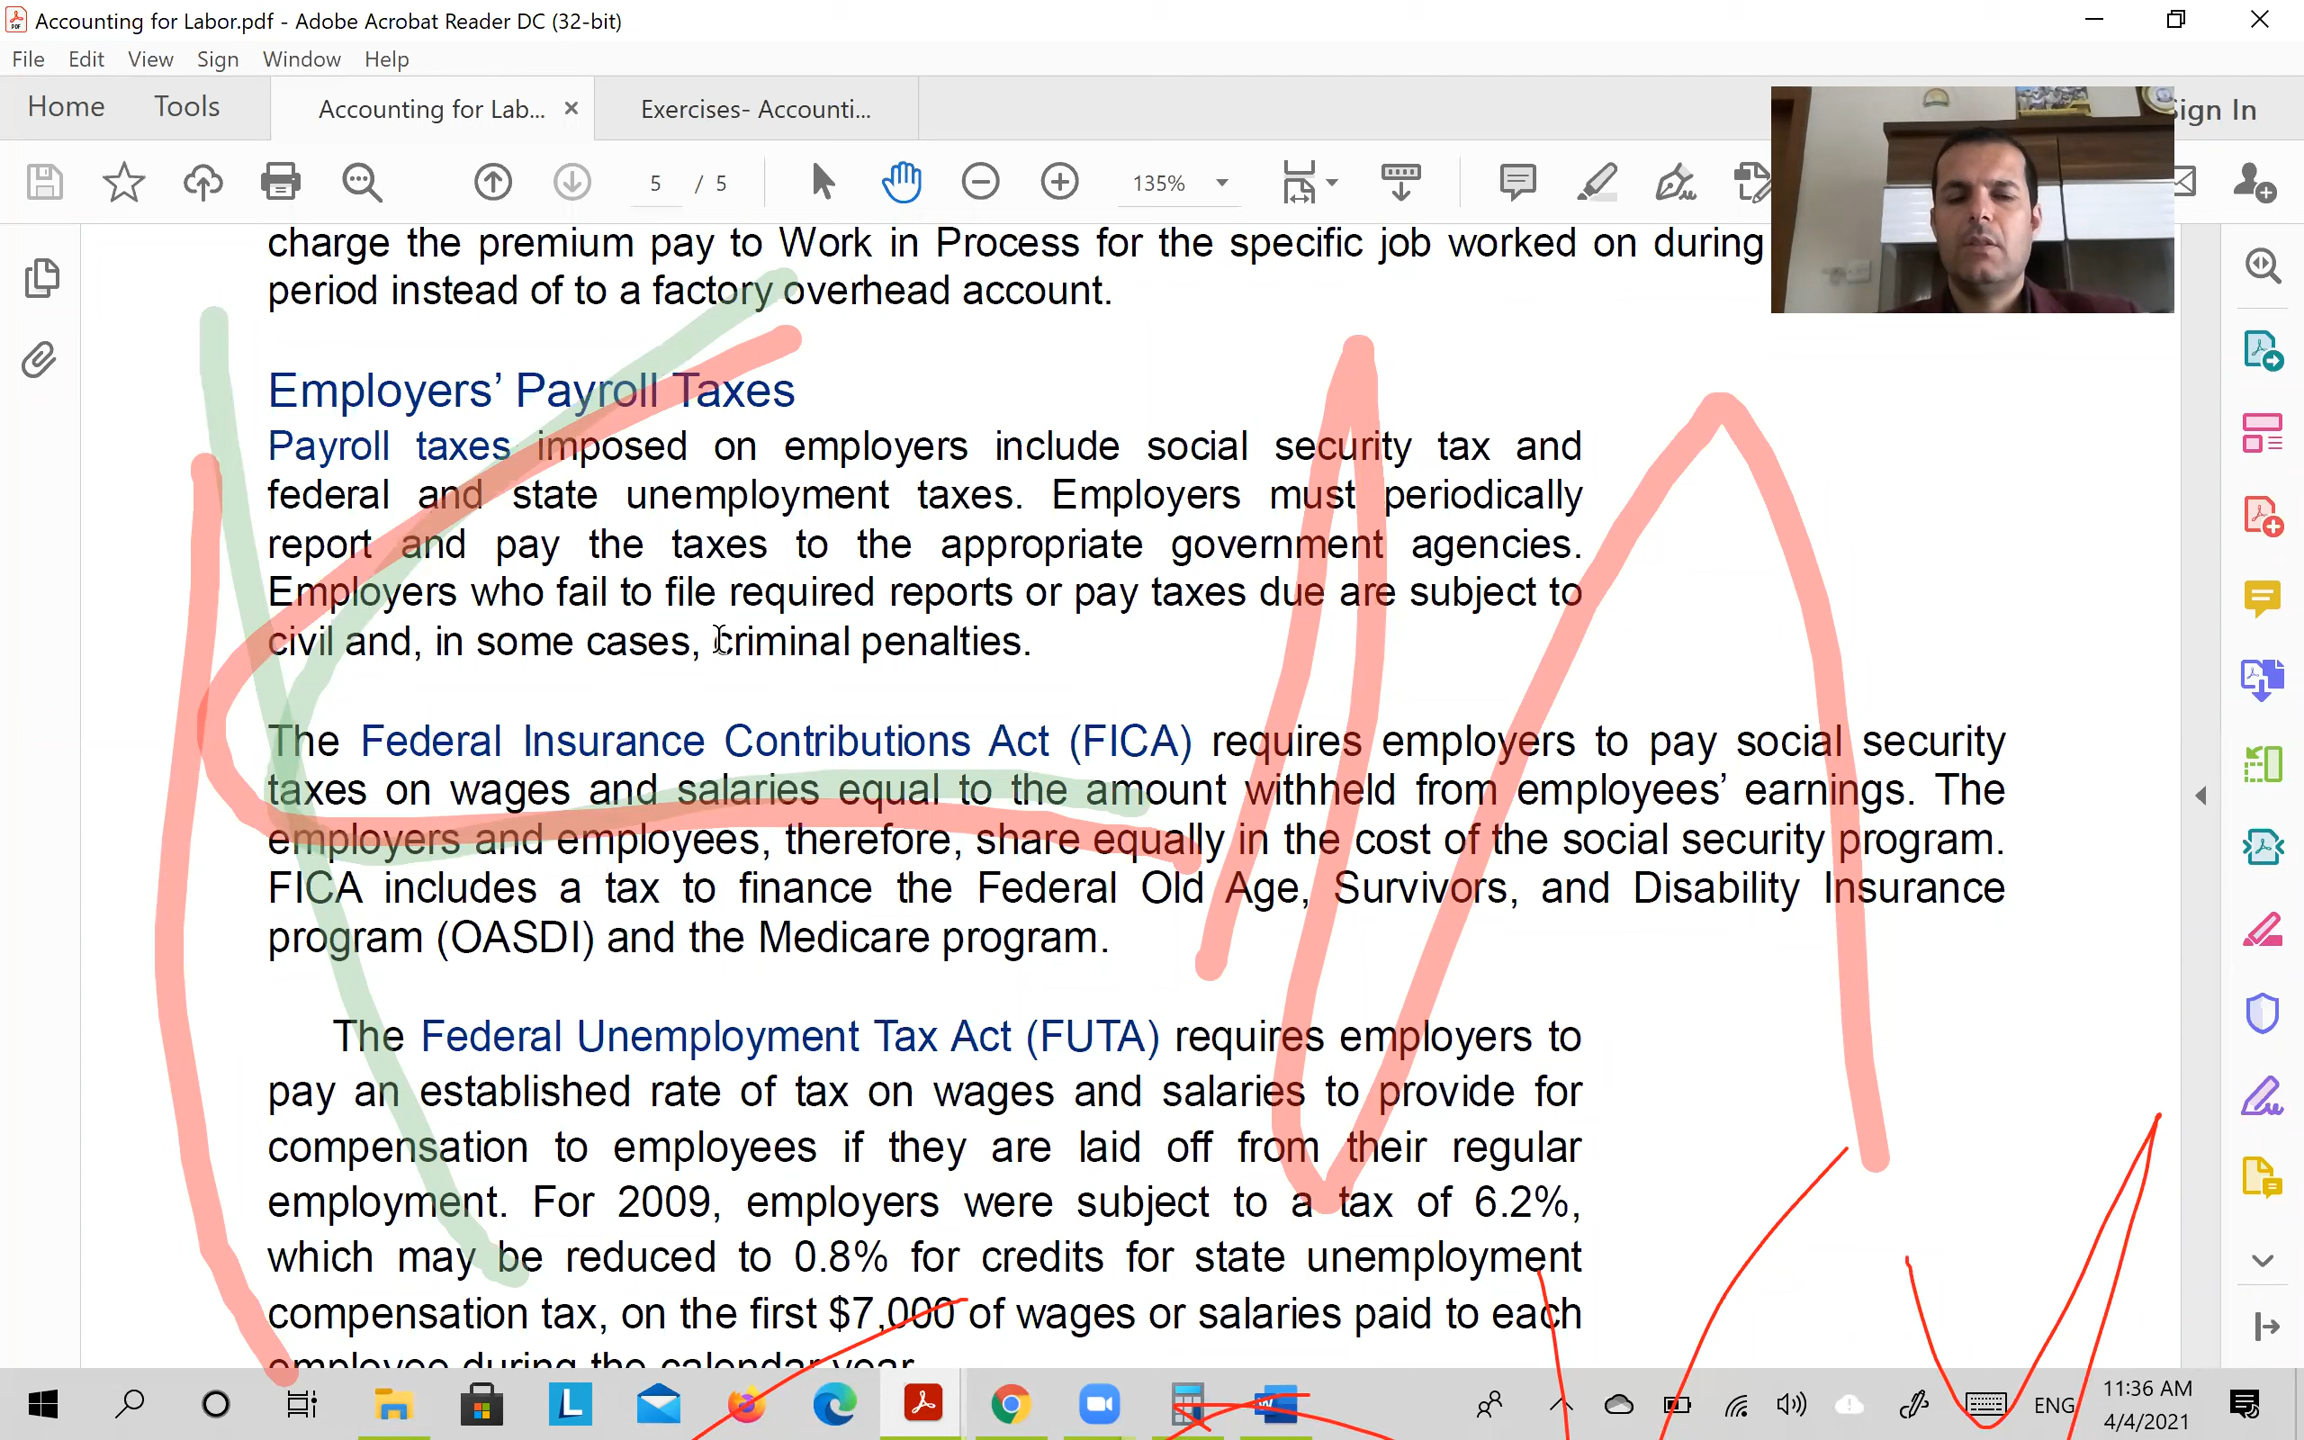 Accounting for Labor.pdf - Adobe Acrobat Reader DC (32-bit)
File Edit View Sign Window Help
Home Tools Accounting for Lab... Exercises- Accounti... Sign In
5 / 5 135%
charge the premium pay to Work in Process for the specific job worked on during
period instead of to a factory overhead account.
Employers’ Payroll Taxes
Payroll taxes imposed on employers include social security tax and
federal and state unemployment taxes. Employers must periodically
report and pay the taxes to the appropriate government agencies.
Employers who fail to file required reports or pay taxes due are subject to
civil and, in some cases, criminal penalties.
The Federal Insurance Contributions Act (FICA) requires employers to pay social security
taxes on wages and salaries equal to the amount withheld from employees’ earnings. The
employers and employees, therefore, share equally in the cost of the social security program.
FICA includes a tax to finance the Federal Old Age, Survivors, and Disability Insurance
program (OASDI) and the Medicare program.
The Federal Unemployment Tax Act (FUTA) requires employers to
pay an established rate of tax on wages and salaries to provide for
compensation to employees if they are laid off from their regular
employment. For 2009, employers were subject to a tax of 6.2%,
which may be reduced to 0.8% for credits for state unemployment
compensation tax, on the first $7,000 of wages or salaries paid to each
employee during the calendar year.
ENG
11:36 AM
4/4/2021